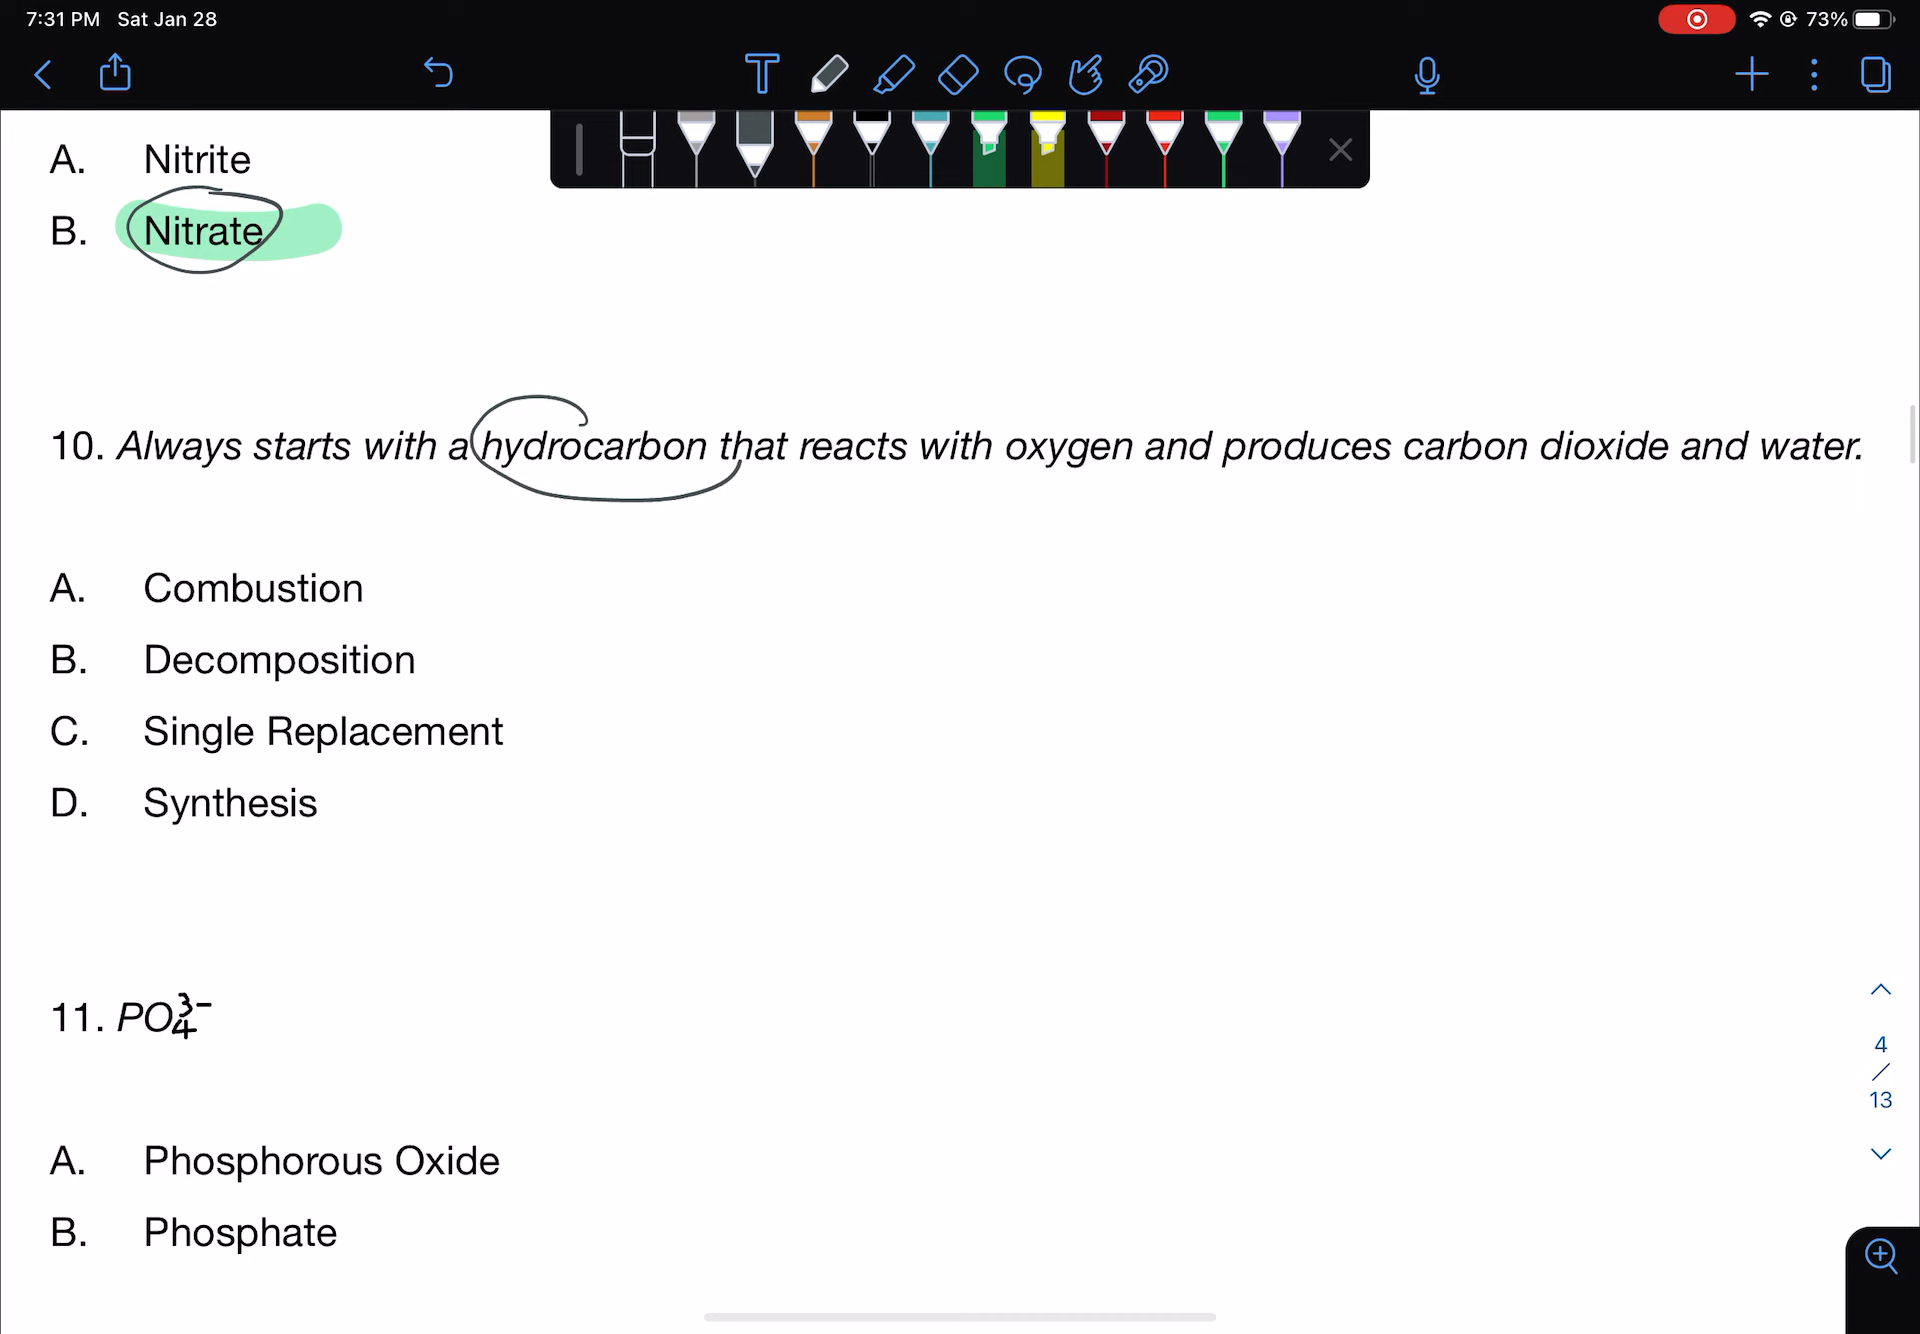 7:31 PM Sat Jan 28
73%
A. Nitrite
B. Nitrate
10. Always starts with a hydrocarbon that reacts with oxygen and produces carbon dioxide and water.
A. Combustion
B. Decomposition
C. Single Replacement
D. Synthesis
11. PO₄³⁻
4
/
13
A. Phosphorous Oxide
B. Phosphate